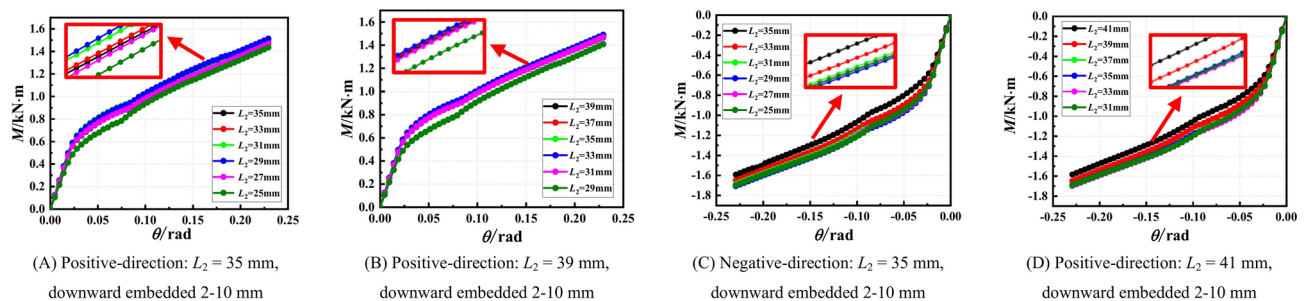 M/kN·m
1.6
1.4
1.2
1.0
0.8
0.6
0.4
0.2
0.0
0.00 0.05 0.10 0.15 0.20 0.25
θ/rad
L₂=35mm
L₂=33mm
L₂=31mm
L₂=29mm
L₂=27mm
L₂=25mm
(A) Positive-direction: L₂ = 35 mm,
downward embedded 2-10 mm
M/kN·m
1.6
1.4
1.2
1.0
0.8
0.6
0.4
0.2
0.0
0.00 0.05 0.10 0.15 0.20 0.25
θ/rad
L₂=39mm
L₂=37mm
L₂=35mm
L₂=33mm
L₂=31mm
L₂=29mm
(B) Positive-direction: L₂ = 39 mm,
downward embedded 2-10 mm
M/kN·m
0.0
-0.2
-0.4
-0.6
-0.8
-1.0
-1.2
-1.4
-1.6
-1.8
-0.25 -0.20 -0.15 -0.10 -0.05 0.00
θ/rad
L₂=35mm
L₂=33mm
L₂=31mm
L₂=29mm
L₂=27mm
L₂=25mm
(C) Negative-direction: L₂ = 35 mm,
downward embedded 2-10 mm
M/kN·m
0.0
-0.2
-0.4
-0.6
-0.8
-1.0
-1.2
-1.4
-1.6
-1.8
-0.25 -0.20 -0.15 -0.10 -0.05 0.00
θ/rad
L₂=41mm
L₂=39mm
L₂=37mm
L₂=35mm
L₂=33mm
L₂=31mm
(D) Positive-direction: L₂ = 41 mm,
downward embedded 2-10 mm